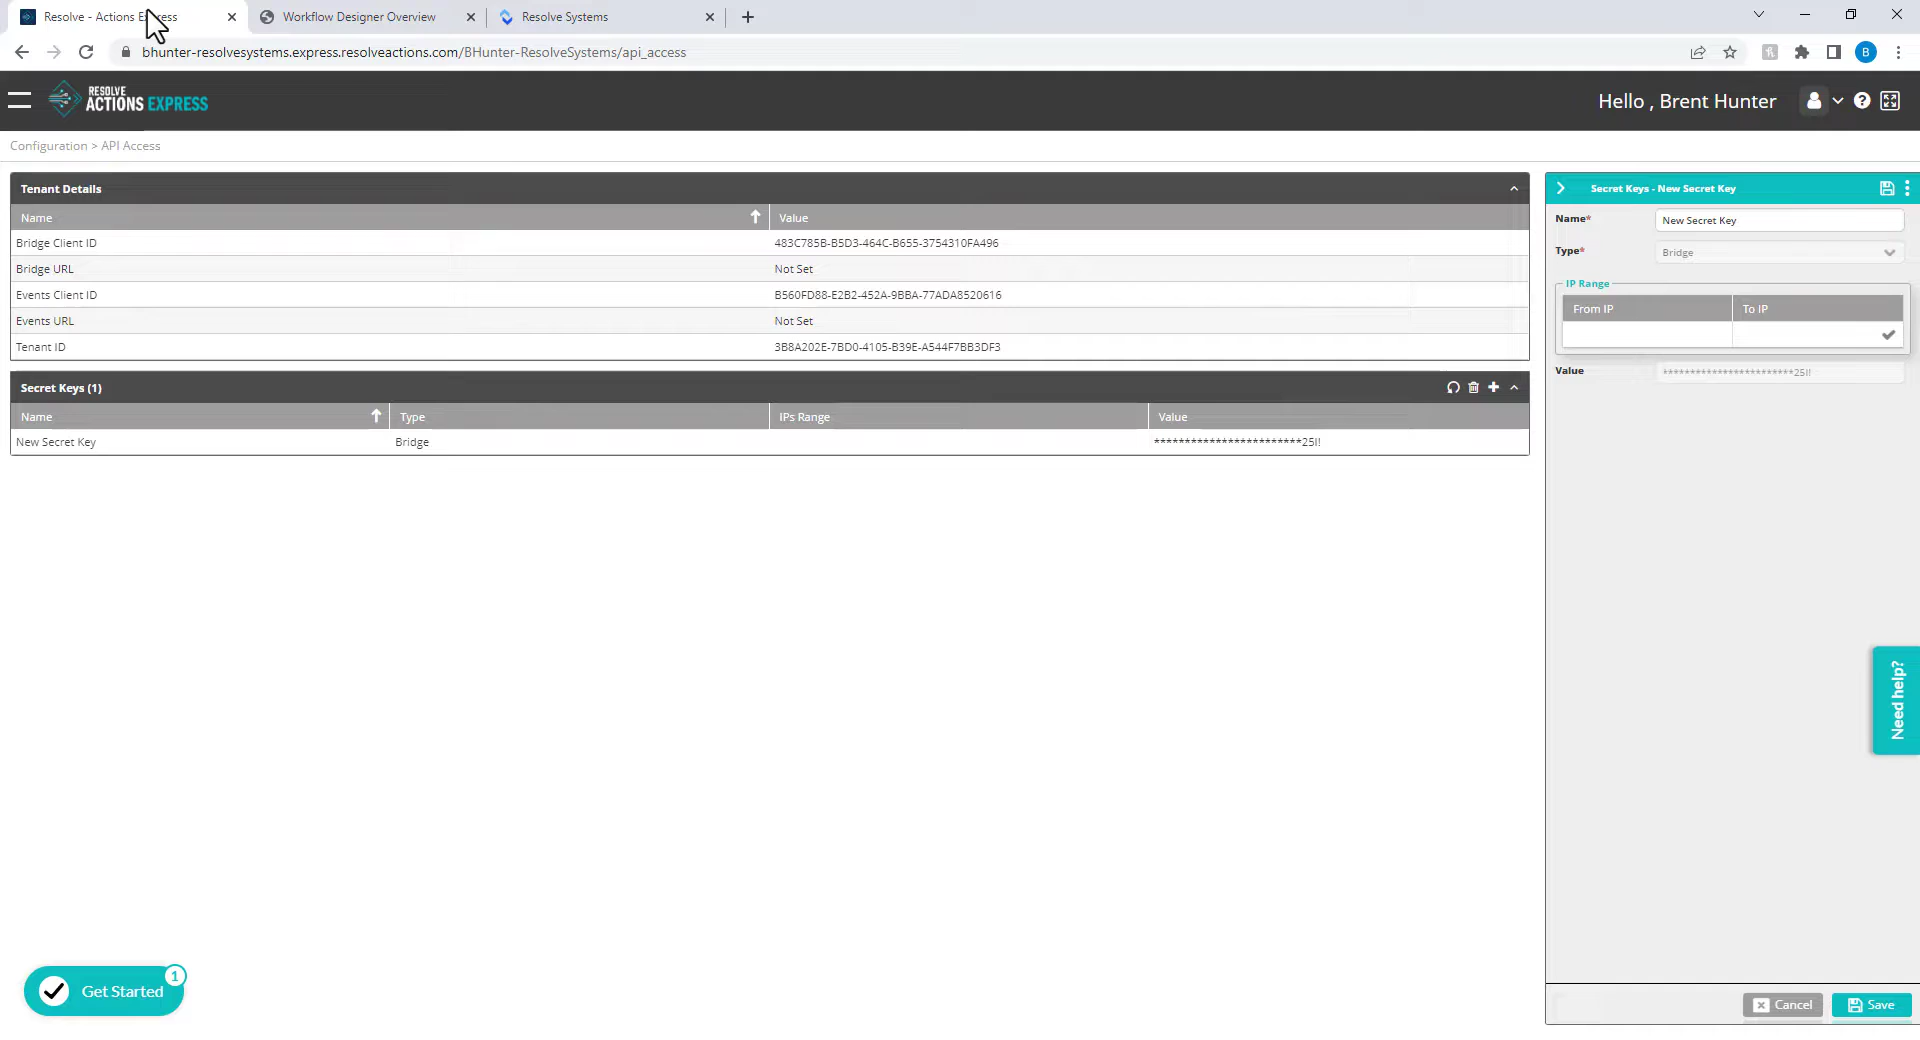 Resolve - Actions Express
Workflow Designer Overview
Resolve Systems
bhunter-resolvesystems.express.resolveactions.com/BHunter-ResolveSystems/api_access
B
RESOLVE
ACTIONS EXPRESS
Hello , Brent Hunter
Configuration > API Access
Tenant Details
Name Value
Bridge Client ID 483C785B-B5D3-464C-B655-3754310FA496
Bridge URL Not Set
Events Client ID B560FD88-E2B2-452A-9BBA-77ADA8520616
Events URL Not Set
Tenant ID 3B8A202E-7BD0-4105-B39E-A544F7BB3DF3
Secret Keys (1)
Name Type IPs Range Value
New Secret Key Bridge ************************25I!
Secret Keys - New Secret Key
Name* New Secret Key
Type* Bridge
IP Range
From IP To IP
Value ************************25I!
Need help?
Get Started
1
Cancel Save